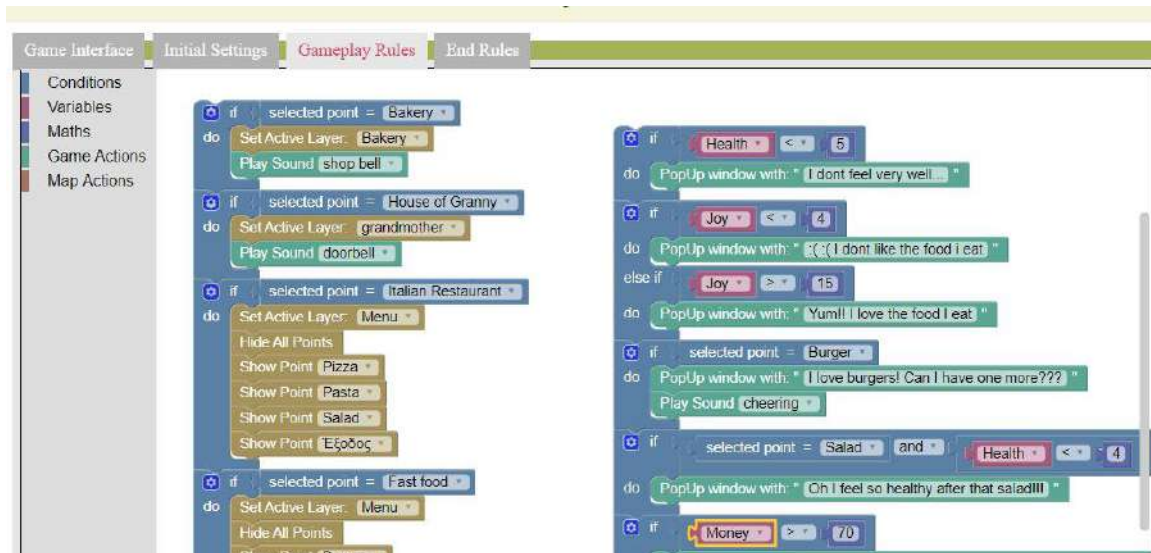 Game Interface
Initial Settings
Gameplay Rules
End Rules
Conditions
Variables
Maths
Game Actions
Map Actions
if selected point = Bakery
do Set Active Layer: Bakery
Play Sound shop bell
if selected point = House of Granny
do Set Active Layer: grandmother
Play Sound doorbell
if selected point = Italian Restaurant
do Set Active Layer: Menu
Hide All Points
Show Point Pizza
Show Point Pasta
Show Point Salad
Show Point Έξοδος
if selected point = Fast food
do Set Active Layer: Menu
Hide All Points
if Health < 5
do PopUp window with: " I dont feel very well... "
if Joy < 4
do PopUp window with: " :( :( I dont like the food i eat "
else if Joy > 15
do PopUp window with: " Yum!! I love the food I eat "
if selected point = Burger
do PopUp window with: " I love burgers! Can I have one more??? "
Play Sound cheering
if selected point = Salad and Health < 4
do PopUp window with: " Oh I feel so healthy after that salad!!! "
if Money > 70